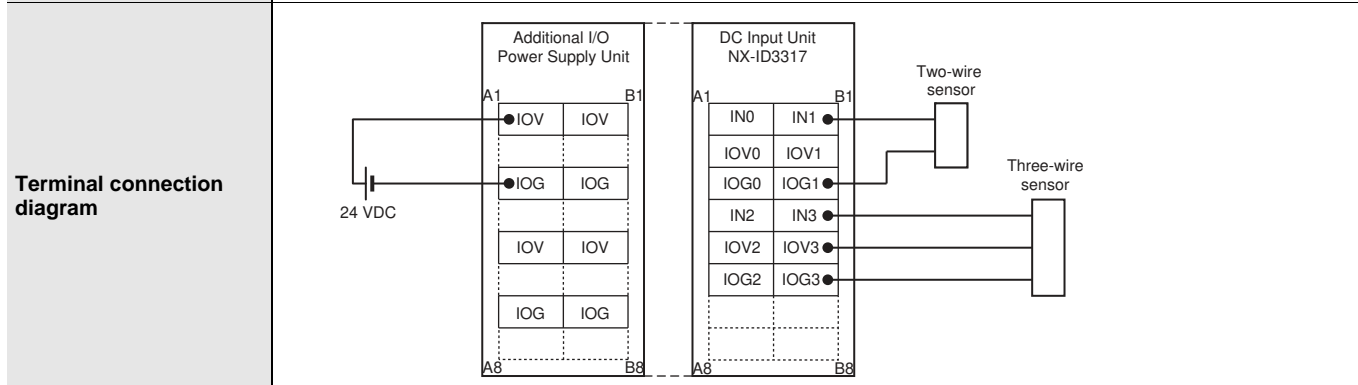 Terminal connection
diagram
Additional I/O
Power Supply Unit
A1 B1
IOV IOV
IOG IOG
IOV IOV
IOG IOG
A8 B8
24 VDC
DC Input Unit
NX-ID3317
A1 B1
IN0 IN1
IOV0 IOV1
IOG0 IOG1
IN2 IN3
IOV2 IOV3
IOG2 IOG3
A8 B8
Two-wire
sensor
Three-wire
sensor